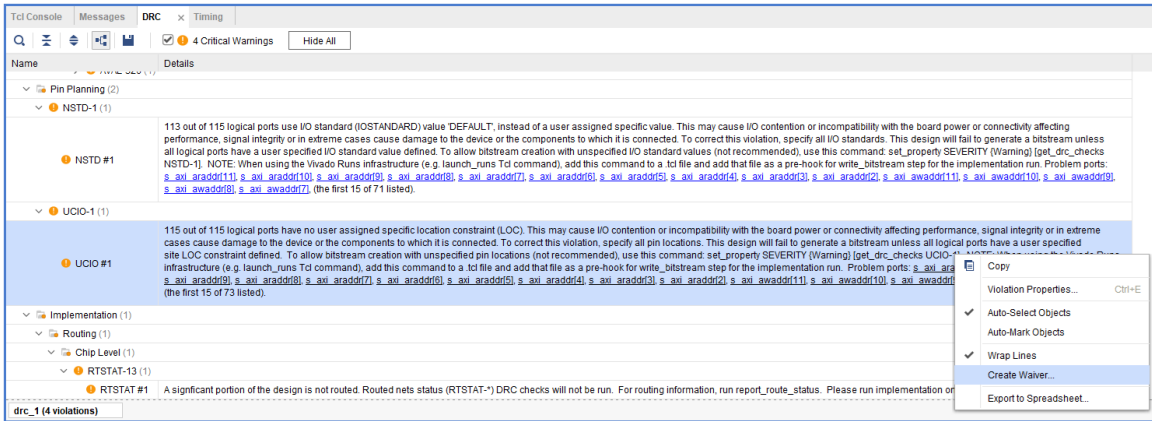 Tcl Console Messages DRC × Timing
4 Critical Warnings Hide All
Name Details
Pin Planning (2)
NSTD-1 (1)
113 out of 115 logical ports use I/O standard (IOSTANDARD) value 'DEFAULT', instead of a user assigned specific value. This may cause I/O contention or incompatibility with the board power or connectivity affecting
performance, signal integrity or in extreme cases cause damage to the device or the components to which it is connected. To correct this violation, specify all I/O standards. This design will fail to generate a bitstream unless
all logical ports have a user specified I/O standard value defined. To allow bitstream creation with unspecified I/O standard values (not recommended), use this command: set_property SEVERITY {Warning} [get_drc_checks
NSTD #1
NSTD-1]. NOTE: When using the Vivado Runs infrastructure (e.g. launch_runs Tcl command), add this command to a .tcl file and add that file as a pre-hook for write_bitstream step for the implementation run. Problem ports:
s_axi_araddr[11], s_axi_araddr[10], s_axi_araddr[9], s_axi_araddr[8], s_axi_araddr[7], s_axi_araddr[6], s_axi_araddr[5], s_axi_araddr[4], s_axi_araddr[3], s_axi_araddr[2], s_axi_awaddr[11], s_axi_awaddr[10], s_axi_awaddr[9],
s_axi_awaddr[8], s_axi_awaddr[7], (the first 15 of 71 listed).
UCIO-1 (1)
115 out of 115 logical ports have no user assigned specific location constraint (LOC). This may cause I/O contention or incompatibility with the board power or connectivity affecting performance, signal integrity or in extreme
cases cause damage to the device or the components to which it is connected. To correct this violation, specify all pin locations. This design will fail to generate a bitstream unless all logical ports have a user specified
UCIO #1
site LOC constraint defined. To allow bitstream creation with unspecified pin locations (not recommended), use this command: set_property SEVERITY {Warning} [get_drc_checks UCIO-1]. NOTE: When using the Vivado Runs
infrastructure (e.g. launch_runs Tcl command), add this command to a .tcl file and add that file as a pre-hook for write_bitstream step for the implementation run. Problem ports: s_axi_ara
s_axi_araddr[9], s_axi_araddr[8], s_axi_araddr[7], s_axi_araddr[6], s_axi_araddr[5], s_axi_araddr[4], s_axi_araddr[3], s_axi_araddr[2], s_axi_awaddr[11], s_axi_awaddr[10], s_axi_awaddr
(the first 15 of 73 listed).
Implementation (1)
Routing (1)
Chip Level (1)
RTSTAT-13 (1)
RTSTAT #1 A signficant portion of the design is not routed. Routed nets status (RTSTAT-*) DRC checks will not be run. For routing information, run report_route_status. Please run implementation or
Copy
Violation Properties... Ctrl+E
Auto-Select Objects
Auto-Mark Objects
Wrap Lines
Create Waiver...
Export to Spreadsheet...
drc_1 (4 violations)